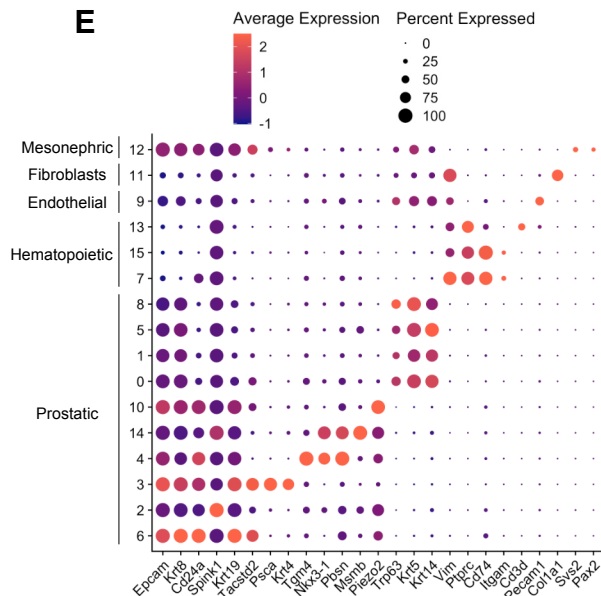 E
Average Expression
2
1
0
-1
Percent Expressed
0
25
50
75
100
Mesonephric 12
Fibroblasts 11
Endothelial 9
13
Hematopoietic 15
7
8
5
1
0
Prostatic
10
14
4
3
2
6
Epcam Krt8 Cd24a Spink1 Krt19 Tacstd2 Psca Krt4 Tgm4 Nkx3-1 Pbsn Msmb Piezo2 Trp63 Krt5 Krt14 Vim Ptprc Cd74 Itgam Cd3d Pecam1 Col1a1 Svs2 Pax2